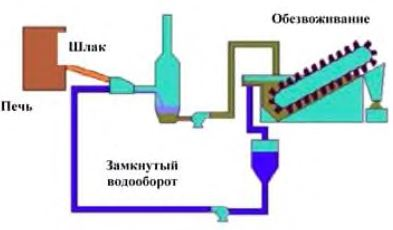 Обезвоживание
Шлак
Печь
Замкнутый
водооборот